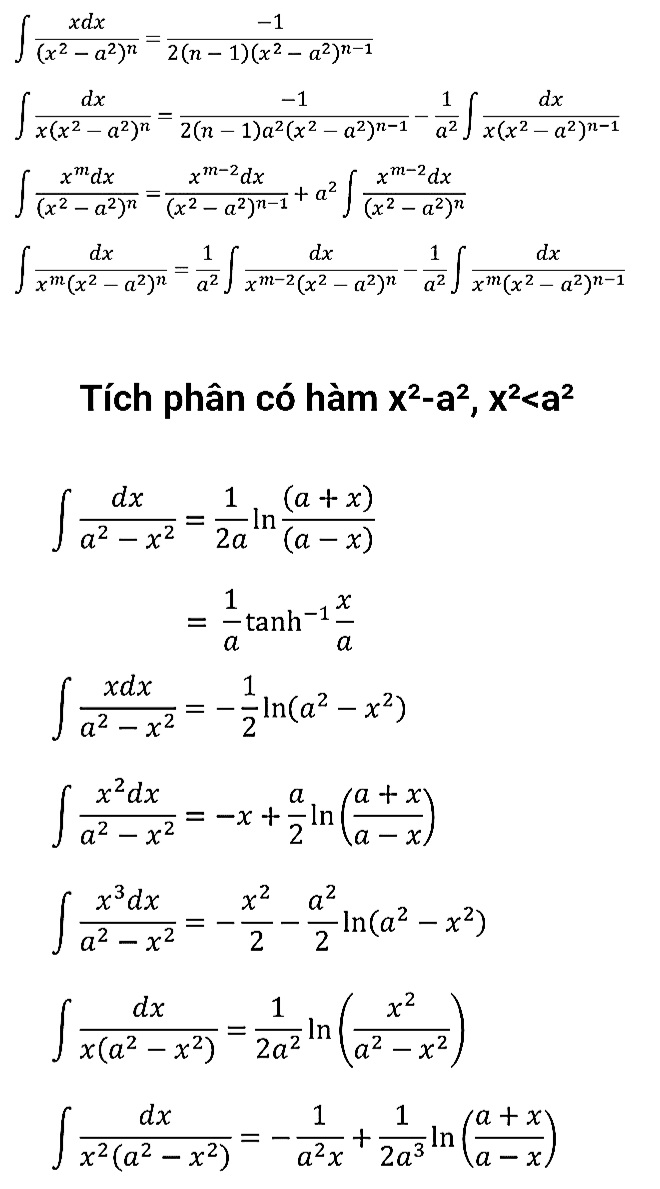 ∫ xdx/(x² − a²)ⁿ = −1/(2(n − 1)(x² − a²)ⁿ⁻¹)
∫ dx/(x(x² − a²)ⁿ) = −1/(2(n − 1)a²(x² − a²)ⁿ⁻¹) − 1/a² ∫ dx/(x(x² − a²)ⁿ⁻¹)
∫ xᵐdx/(x² − a²)ⁿ = xᵐ⁻²dx/(x² − a²)ⁿ⁻¹ + a² ∫ xᵐ⁻²dx/(x² − a²)ⁿ
∫ dx/(xᵐ(x² − a²)ⁿ) = 1/a² ∫ dx/(xᵐ⁻²(x² − a²)ⁿ) − 1/a² ∫ dx/(xᵐ(x² − a²)ⁿ⁻¹)
Tích phân có hàm x²-a², x²<a²
∫ dx/(a² − x²) = 1/(2a) ln (a + x)/(a − x)
= 1/a tanh⁻¹ x/a
∫ xdx/(a² − x²) = −1/2 ln(a² − x²)
∫ x²dx/(a² − x²) = −x + a/2 ln((a + x)/(a − x))
∫ x³dx/(a² − x²) = −x²/2 − a²/2 ln(a² − x²)
∫ dx/(x(a² − x²)) = 1/(2a²) ln(x²/(a² − x²))
∫ dx/(x²(a² − x²)) = −1/(a²x) + 1/(2a³) ln((a + x)/(a − x))